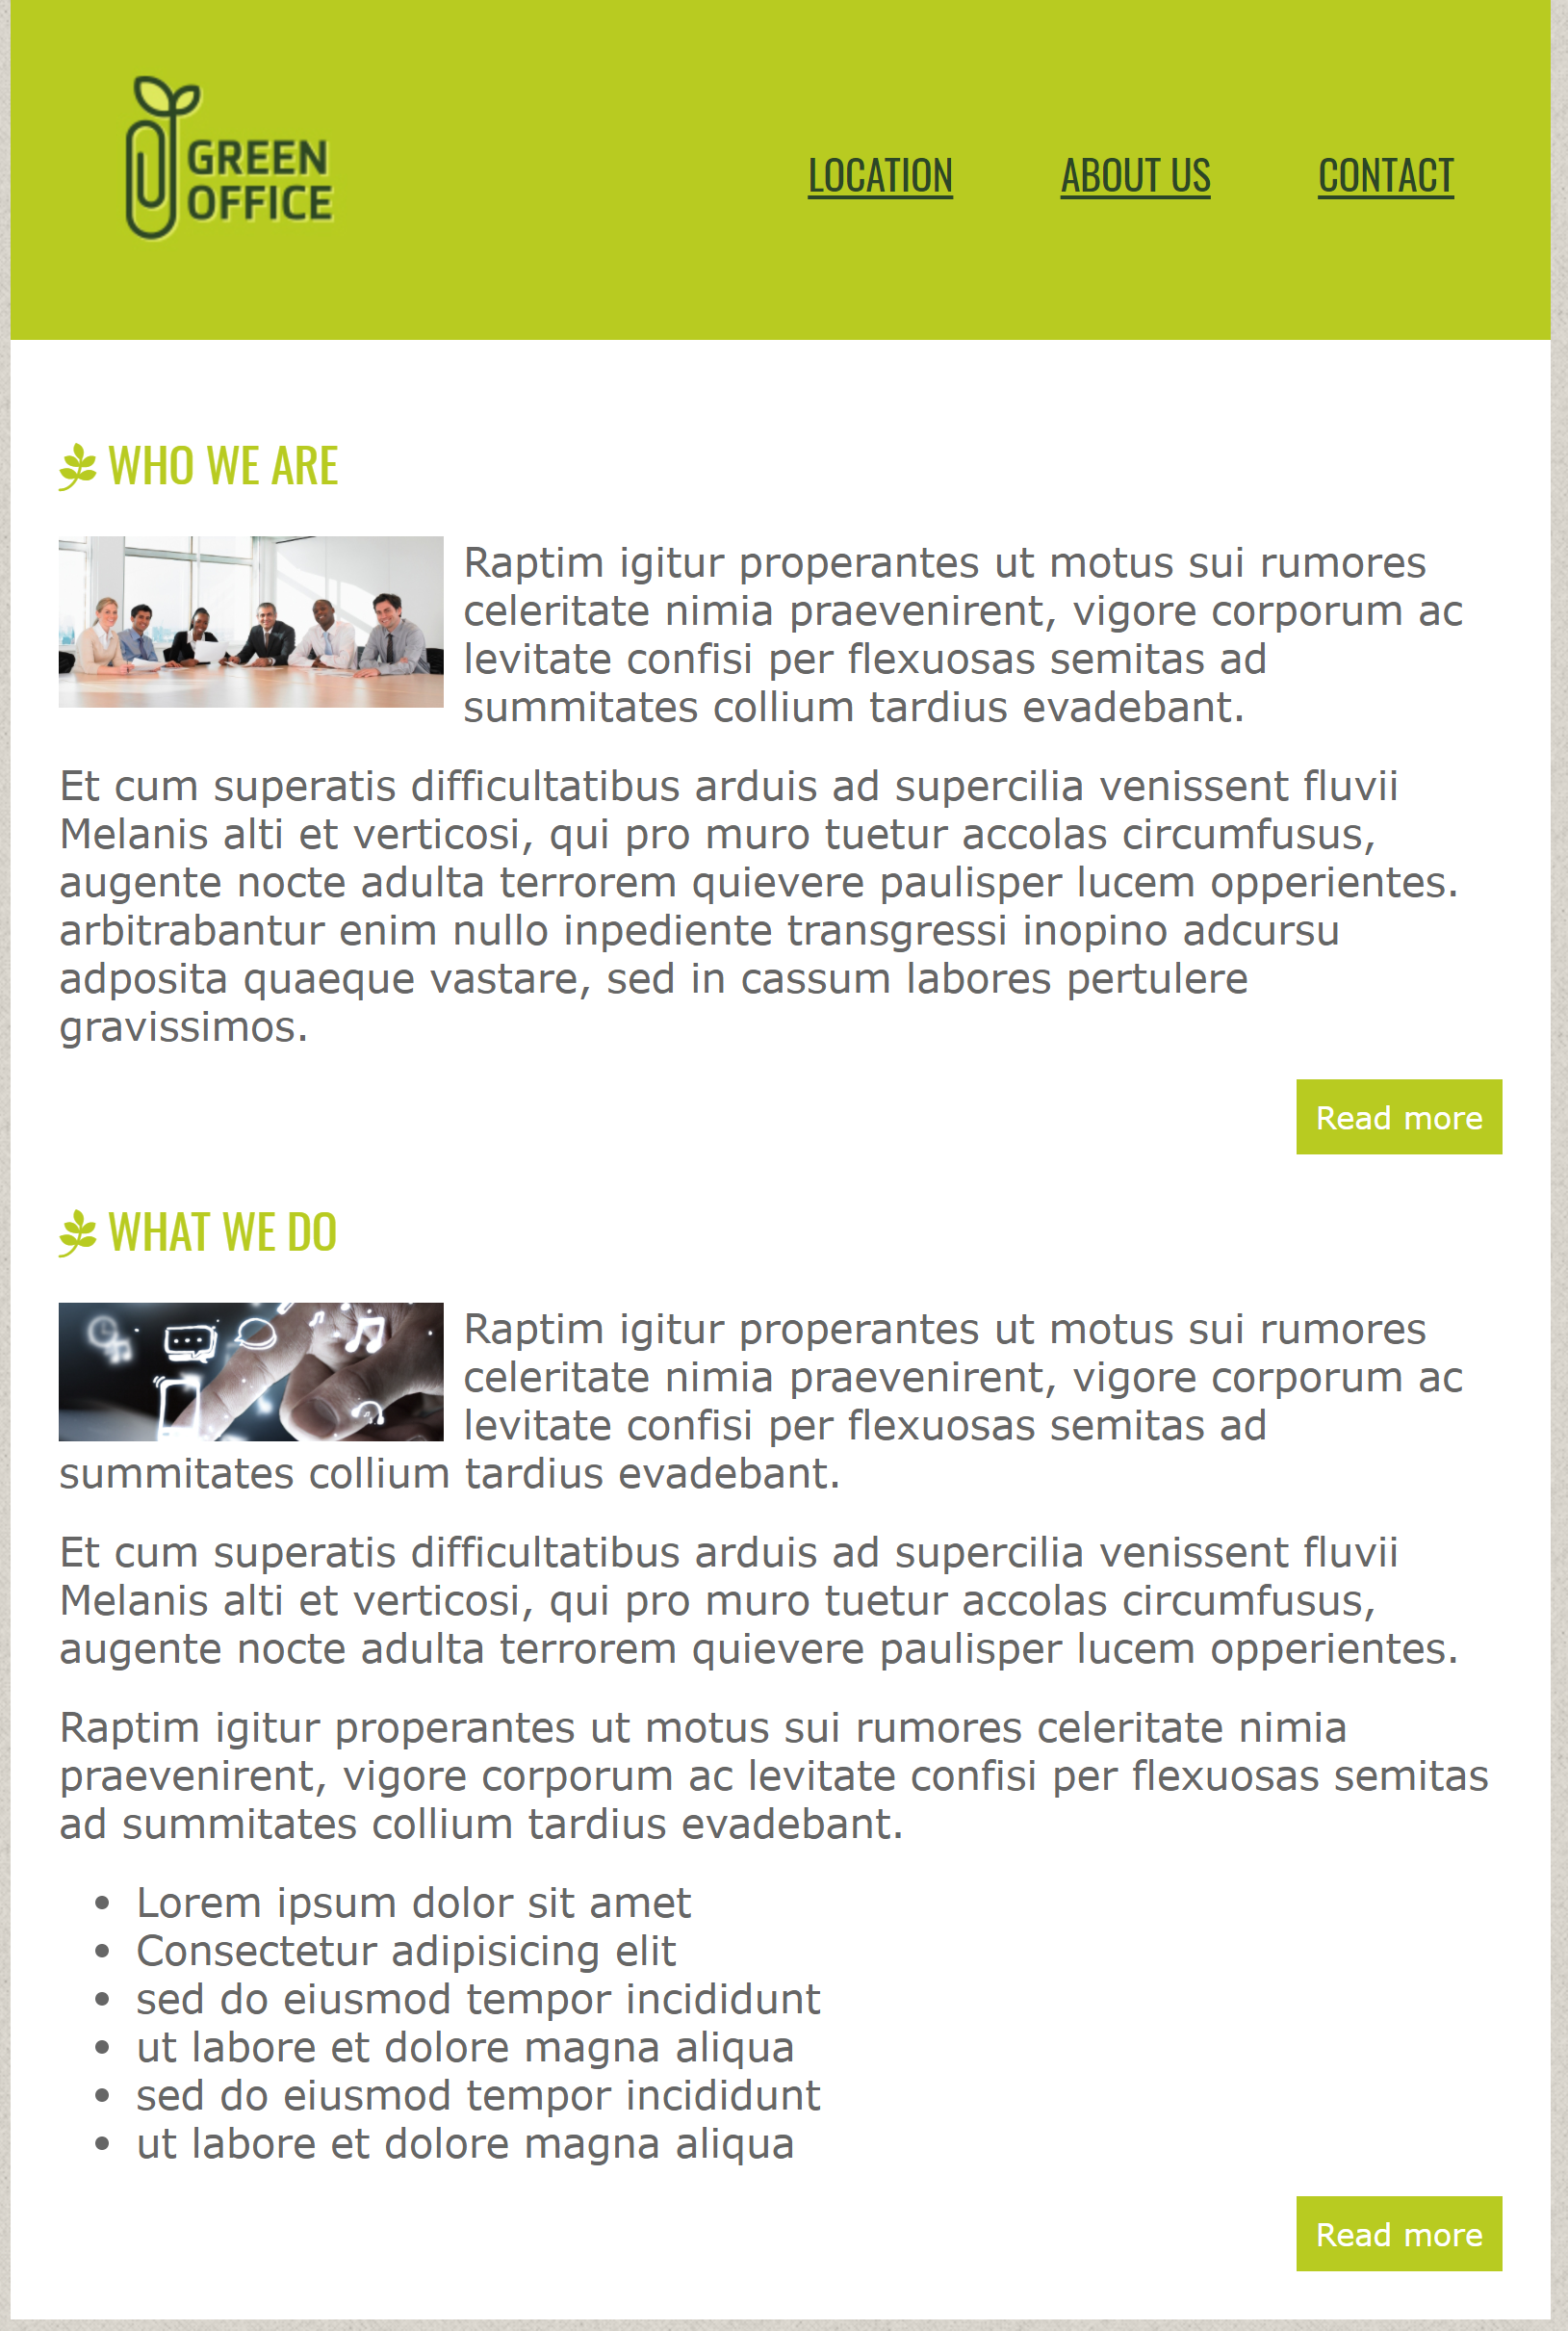 GREEN
OFFICE
LOCATION ABOUT US CONTACT
WHO WE ARE
Raptim igitur properantes ut motus sui rumores
celeritate nimia praevenirent, vigore corporum ac
levitate confisi per flexuosas semitas ad
summitates collium tardius evadebant.
Et cum superatis difficultatibus arduis ad supercilia venissent fluvii
Melanis alti et verticosi, qui pro muro tuetur accolas circumfusus,
augente nocte adulta terrorem quievere paulisper lucem opperientes.
arbitrabantur enim nullo inpediente transgressi inopino adcursu
adposita quaeque vastare, sed in cassum labores pertulere
gravissimos.
Read more
WHAT WE DO
Raptim igitur properantes ut motus sui rumores
celeritate nimia praevenirent, vigore corporum ac
levitate confisi per flexuosas semitas ad
summitates collium tardius evadebant.
Et cum superatis difficultatibus arduis ad supercilia venissent fluvii
Melanis alti et verticosi, qui pro muro tuetur accolas circumfusus,
augente nocte adulta terrorem quievere paulisper lucem opperientes.
Raptim igitur properantes ut motus sui rumores celeritate nimia
praevenirent, vigore corporum ac levitate confisi per flexuosas semitas
ad summitates collium tardius evadebant.
• Lorem ipsum dolor sit amet
• Consectetur adipisicing elit
• sed do eiusmod tempor incididunt
• ut labore et dolore magna aliqua
• sed do eiusmod tempor incididunt
• ut labore et dolore magna aliqua
Read more